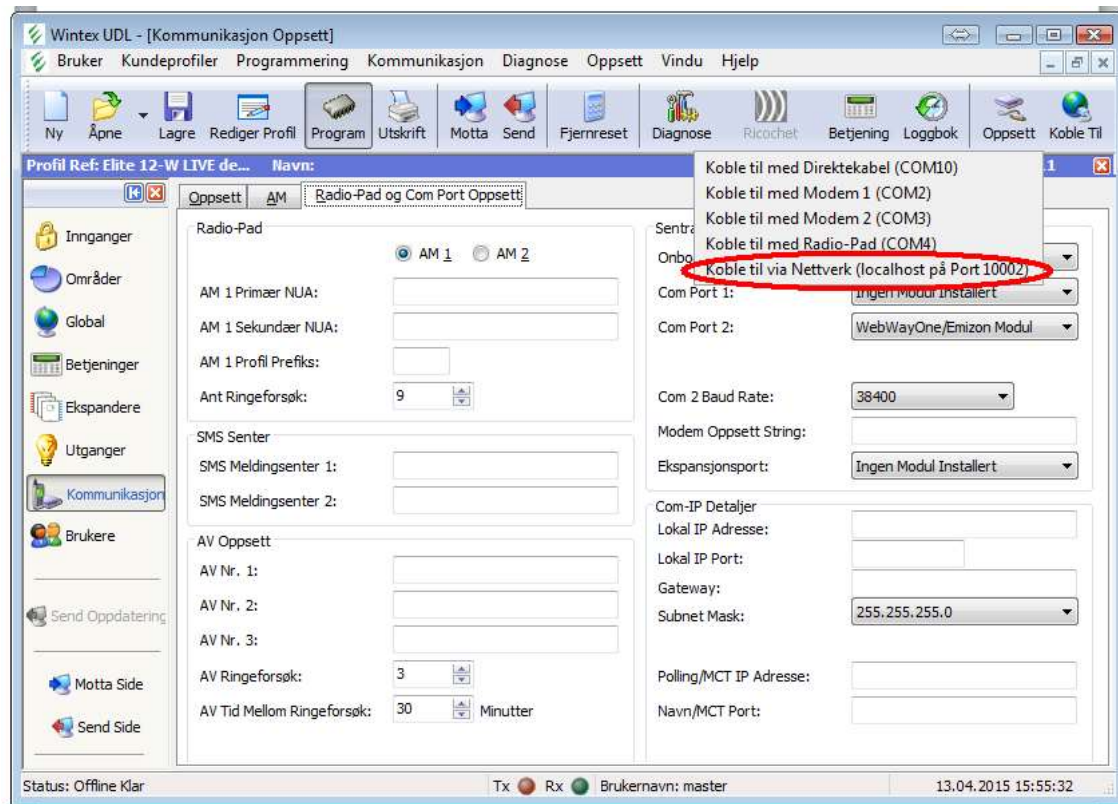 Wintex UDL - [Kommunikasjon Oppsett]
Bruker Kundeprofiler Programmering Kommunikasjon Diagnose Oppsett Vindu Hjelp
Ny Åpne Lagre Rediger Profil Program Utskrift Motta Send Fjernreset Diagnose Ricochet Betjening Loggbok Oppsett Koble Til
Profil Ref: Elite 12-W LIVE de... Navn:
Koble til med Direktekabel (COM10)
Koble til med Modem 1 (COM2)
Koble til med Modem 2 (COM3)
Koble til med Radio-Pad (COM4)
Koble til via Nettverk (localhost på Port 10002)
Innganger
Områder
Global
Betjeninger
Ekspandere
Utganger
Kommunikasjon
Brukere
Send Oppdatering
Motta Side
Send Side
Oppsett AM Radio-Pad og Com Port Oppsett
Radio-Pad
AM 1 AM 2
AM 1 Primær NUA:
AM 1 Sekundær NUA:
AM 1 Profil Prefiks:
Ant Ringeforsøk: 9
SMS Senter
SMS Meldingsenter 1:
SMS Meldingsenter 2:
AV Oppsett
AV Nr. 1:
AV Nr. 2:
AV Nr. 3:
AV Ringeforsøk: 3
AV Tid Mellom Ringeforsøk: 30 Minutter
Com Port 1: Ingen Modul Installert
Com Port 2: WebWayOne/Emizon Modul
Com 2 Baud Rate: 38400
Modem Oppsett String:
Ekspansjonsport: Ingen Modul Installert
Com-IP Detaljer
Lokal IP Adresse:
Lokal IP Port:
Gateway:
Subnet Mask: 255.255.255.0
Polling/MCT IP Adresse:
Navn/MCT Port:
Status: Offline Klar Tx Rx Brukernavn: master 13.04.2015 15:55:32